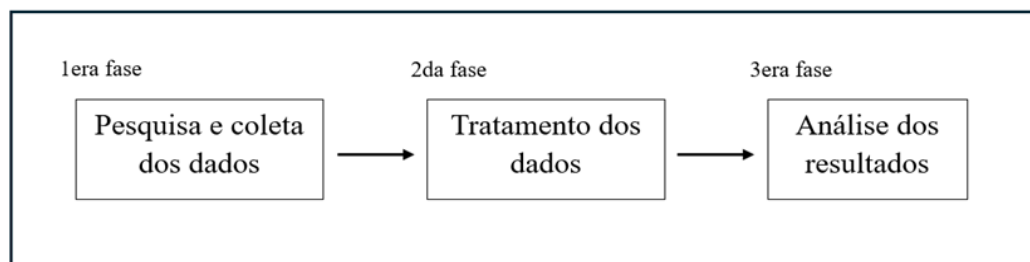 1era fase
2da fase
3era fase
Pesquisa e coleta
dos dados
Tratamento dos
dados
Análise dos
resultados